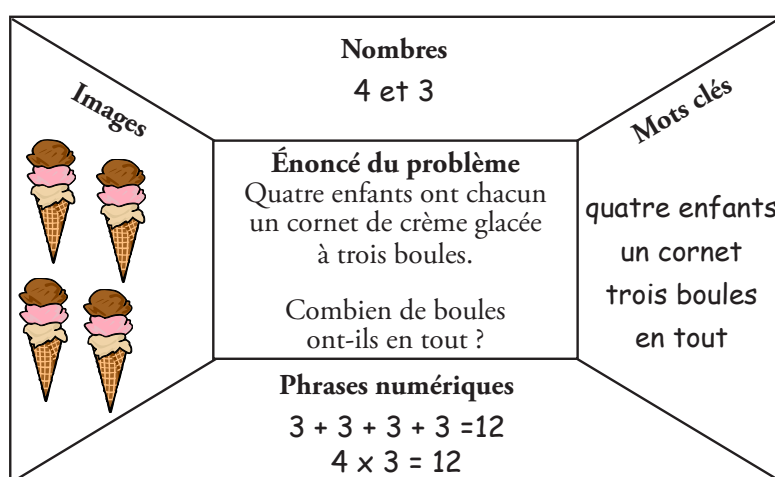 Nombres
4 et 3
Images
Mots clés
Énoncé du problème
Quatre enfants ont chacun
un cornet de crème glacée
à trois boules.
Combien de boules
ont-ils en tout ?
quatre enfants
un cornet
trois boules
en tout
Phrases numériques
3 + 3 + 3 + 3 =12
4 x 3 = 12